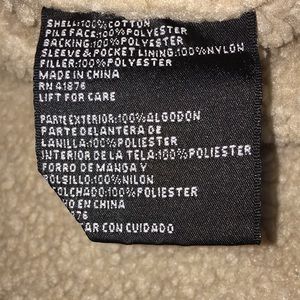 SHELL:100%COTTON
PILE FACE:100%POLYESTER
BACKING:100%POLYESTER
SLEEVE & POCKET LINING:100%NYLON
FILLER:100%POLYESTER
MADE IN CHINA
RN 41876
LIFT FOR CARE
PARTE EXTERIOR:100%ALGODON
PARTE DELANTERA DE
LANILLA:100%POLIESTER
INTERIOR DE LA TELA:100%POLIESTER
FORRO DE MANGA Y
BOLSILLO:100%NILON
COLCHADO:100%POLIESTER
HO EN CHINA
876
AR CON CUIDADO